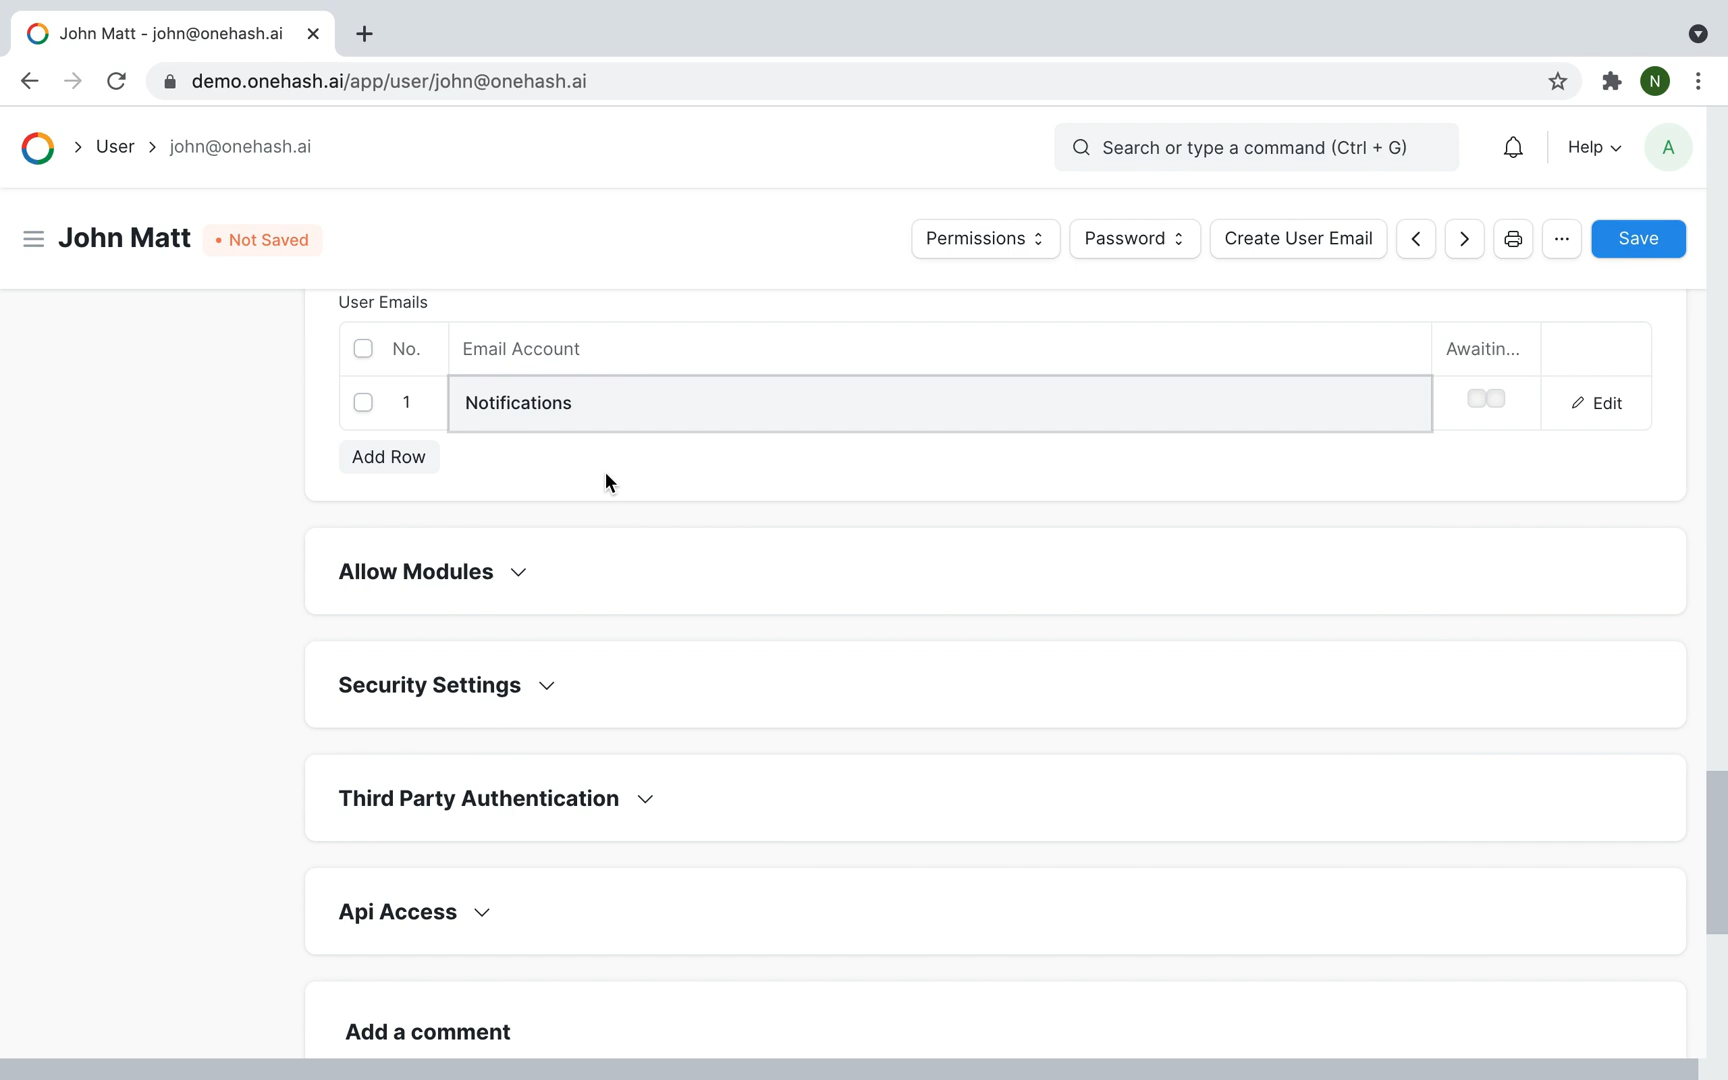 John Matt - john@onehash.ai
demo.onehash.ai/app/user/john@onehash.ai
N
User
john@onehash.ai
Search or type a command (Ctrl + G)
Help
A
John Matt
• Not Saved
Permissions
Password
Create User Email
...
Save
User Emails
No.
Email Account
Awaitin...
1
Notifications
Edit
Add Row
Allow Modules
Security Settings
Third Party Authentication
Api Access
Add a comment